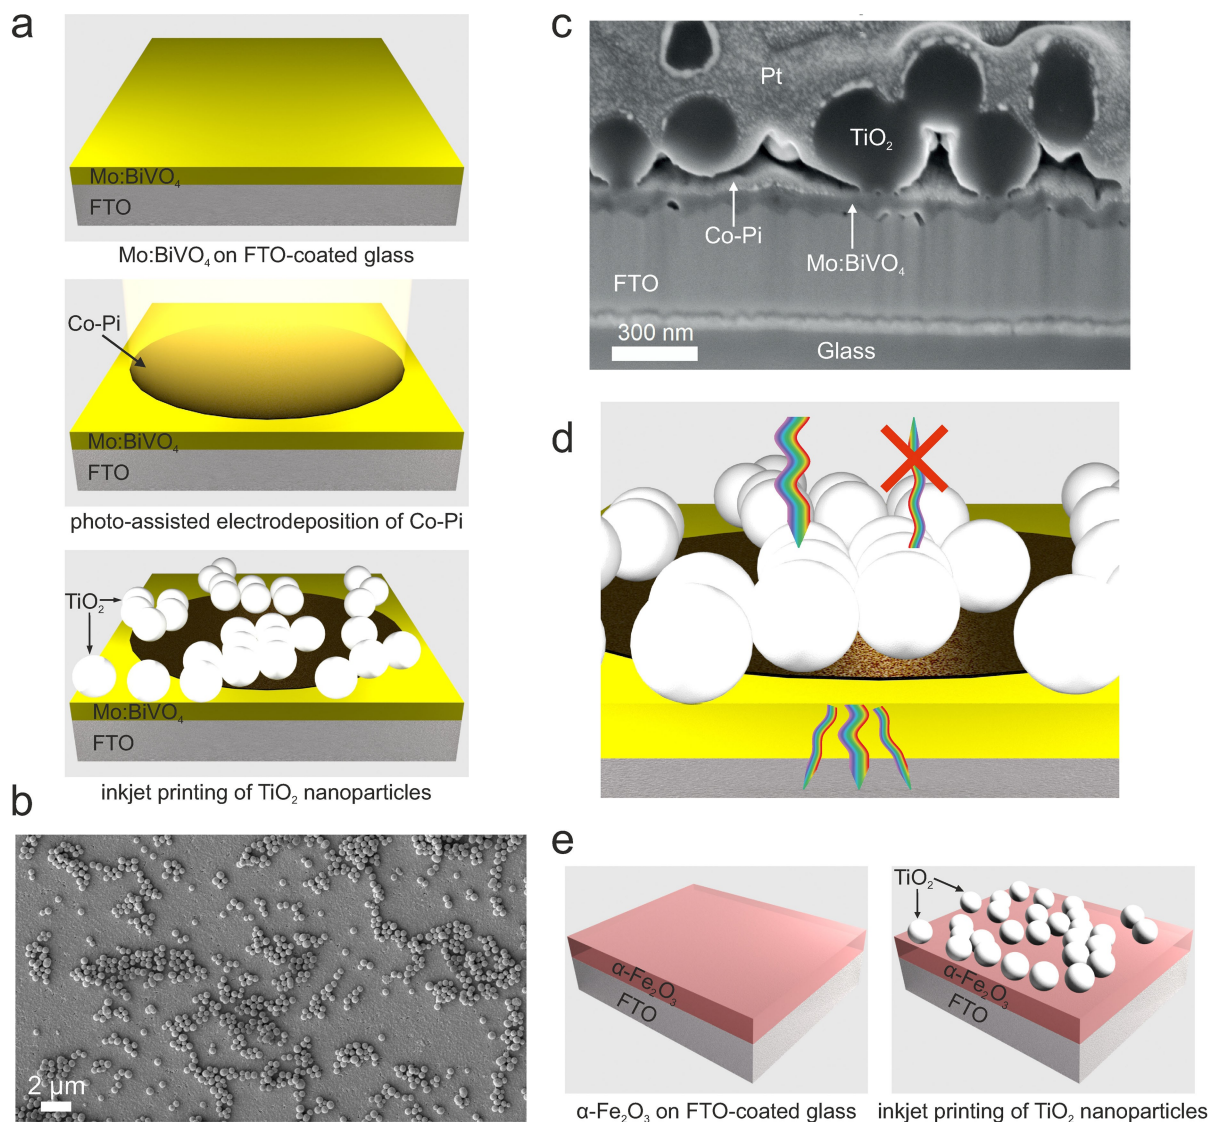 a
Mo:BiVO₄
FTO
Mo:BiVO₄ on FTO-coated glass
Co-Pi
Mo:BiVO₄
FTO
photo-assisted electrodeposition of Co-Pi
TiO₂
Mo:BiVO₄
FTO
inkjet printing of TiO₂ nanoparticles
b
2 µm
c
Pt
TiO₂
Co-Pi
Mo:BiVO₄
FTO
300 nm
Glass
d
e
α-Fe₂O₃
FTO
α-Fe₂O₃ on FTO-coated glass
TiO₂
α-Fe₂O₃
FTO
inkjet printing of TiO₂ nanoparticles